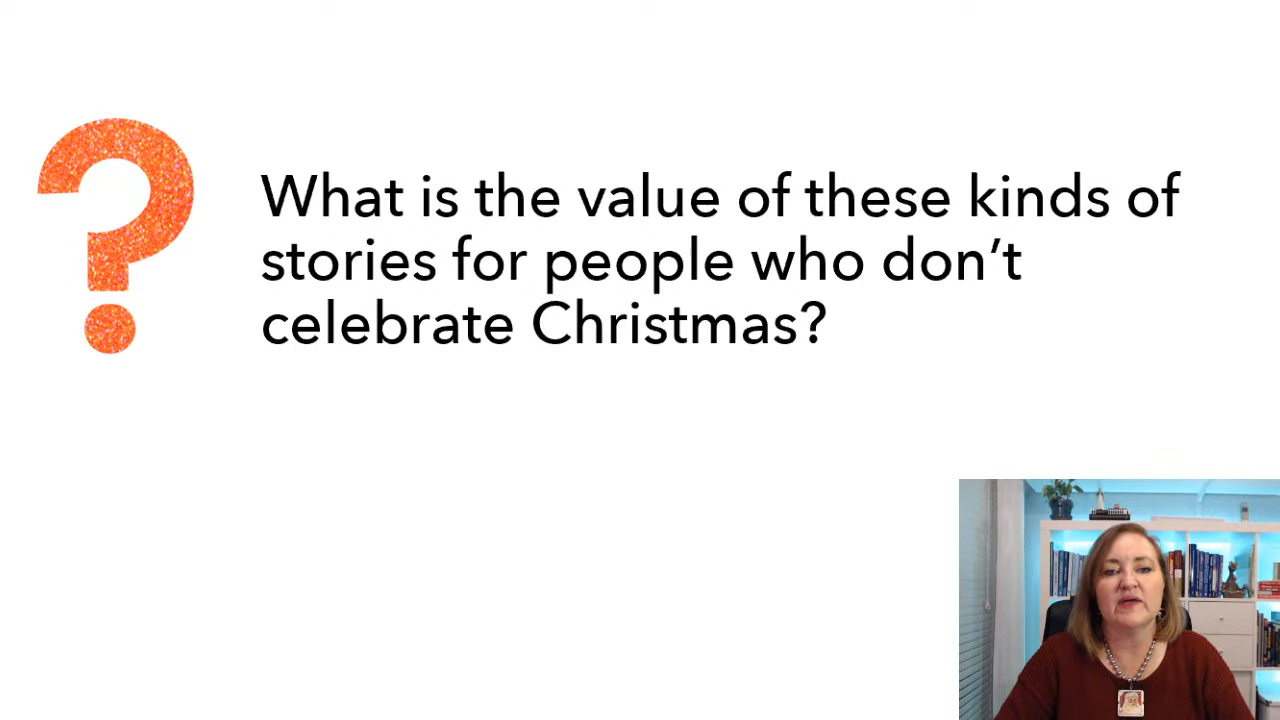 What is the value of these kinds of
stories for people who don’t
celebrate Christmas?